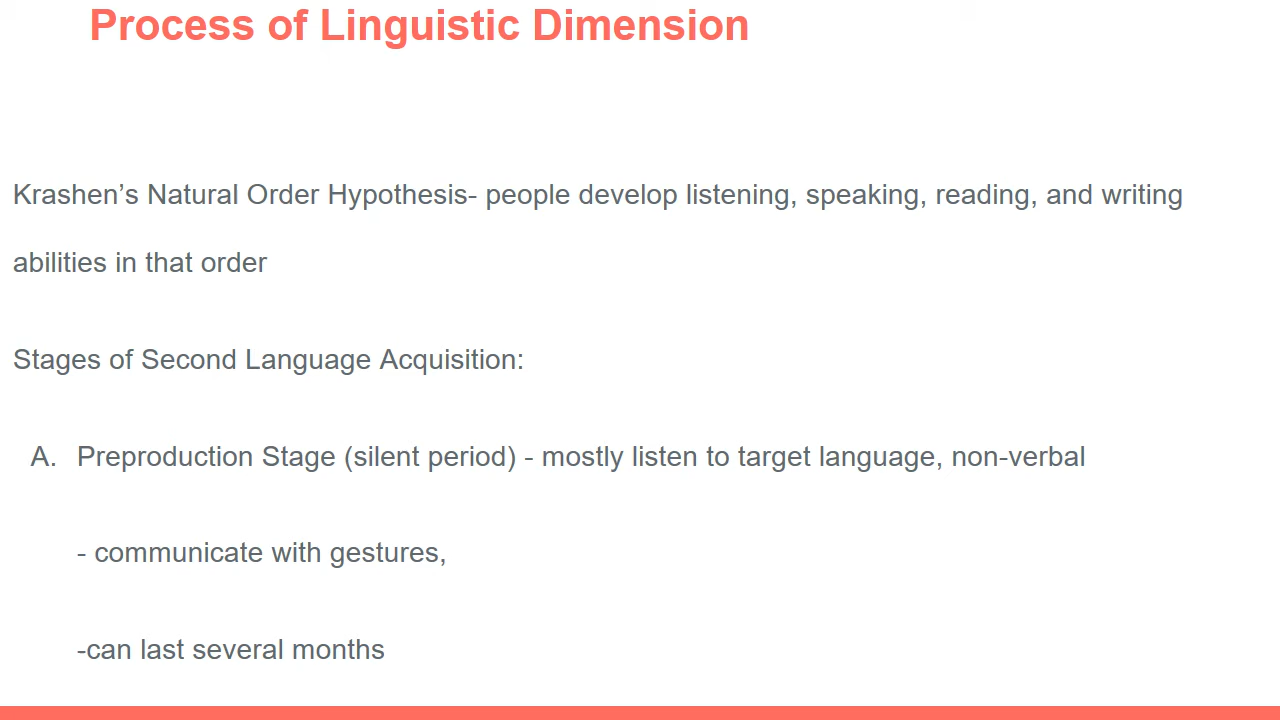 Process of Linguistic Dimension
Krashen’s Natural Order Hypothesis- people develop listening, speaking, reading, and writing
abilities in that order
Stages of Second Language Acquisition:
A. Preproduction Stage (silent period) - mostly listen to target language, non-verbal
- communicate with gestures,
-can last several months